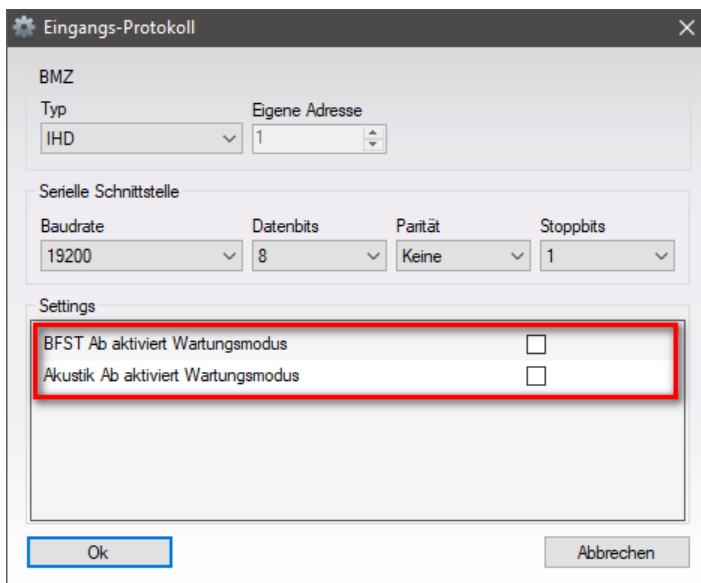 Eingangs-Protokoll
BMZ
Typ Eigene Adresse
IHD 1
Serielle Schnittstelle
Baudrate Datenbits Parität Stoppbits
19200 8 Keine 1
Settings
BFST Ab aktiviert Wartungsmodus
Akustik Ab aktiviert Wartungsmodus
Ok Abbrechen